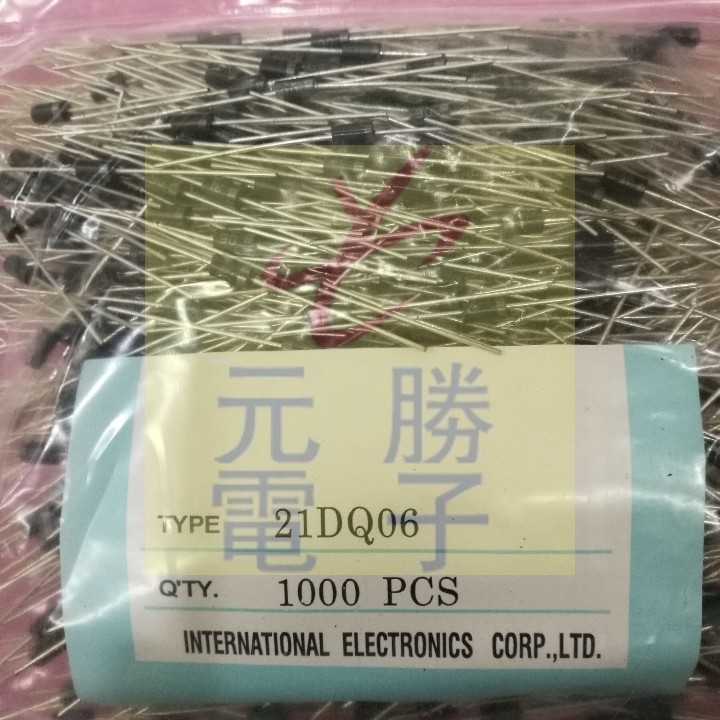 元 勝
電 子
TYPE 21DQ06
Q'TY. 1000 PCS
INTERNATIONAL ELECTRONICS CORP.,LTD.